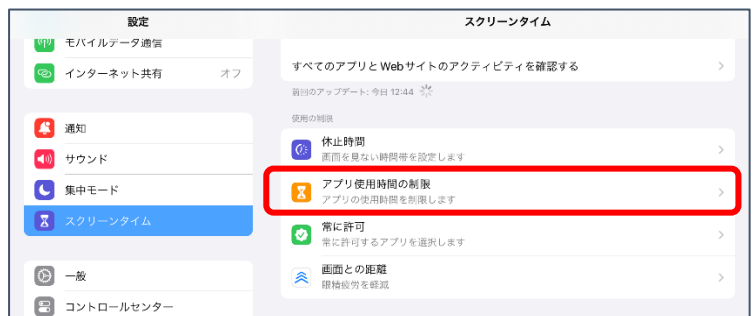 設定
モバイルデータ通信
インターネット共有 オフ
通知
サウンド
集中モード
スクリーンタイム
一般
コントロールセンター
スクリーンタイム
すべてのアプリとWebサイトのアクティビティを確認する
前回のアップデート: 今日 12:44
使用の制限
休止時間
画面を見ない時間帯を設定します
アプリ使用時間の制限
アプリの使用時間を制限します
常に許可
常に許可するアプリを選択します
画面との距離
眼精疲労を軽減